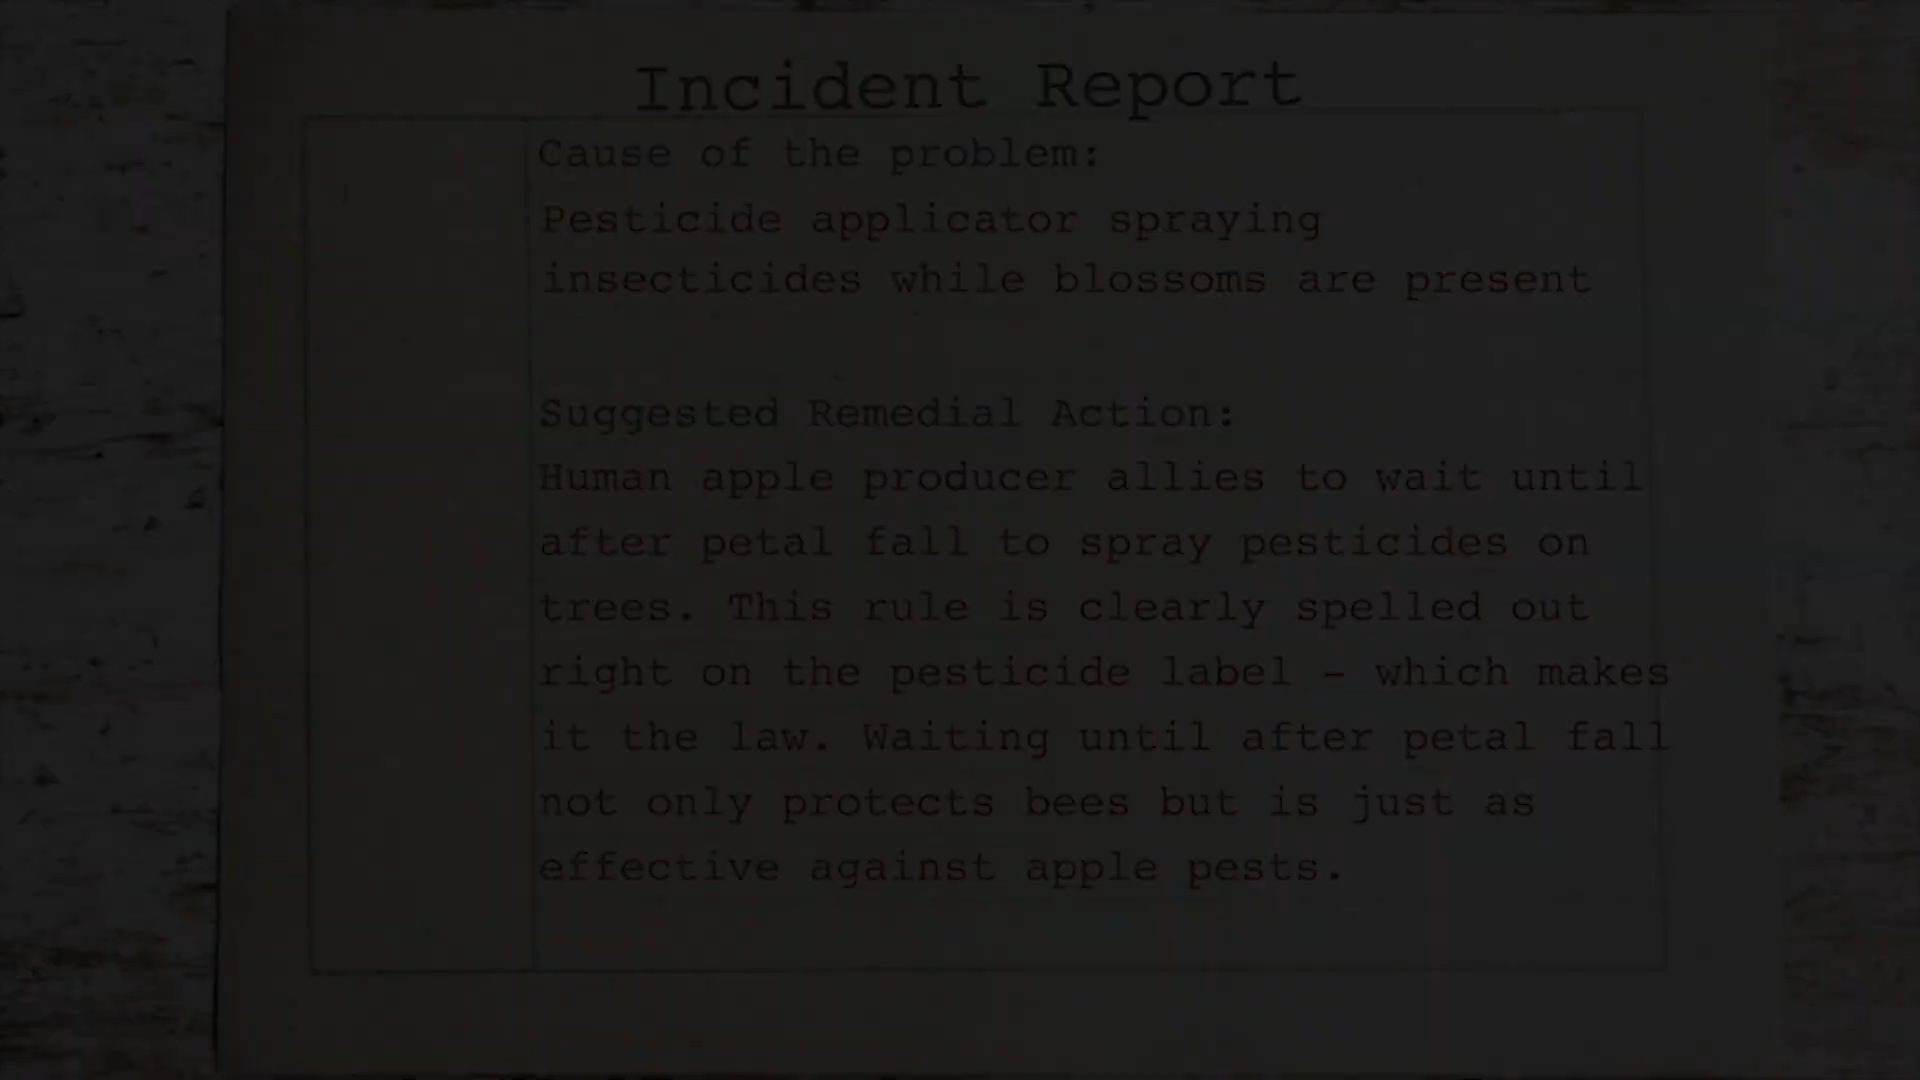 Incident Report
Cause of the problem:
Pesticide applicator spraying
insecticides while blossoms are present
Suggested Remedial Action:
Human apple producer allies to wait until
after petal fall to spray pesticides on
trees. This rule is clearly spelled out
right on the pesticide label - which makes
it the law. Waiting until after petal fall
not only protects bees but is just as
effective against apple pests.